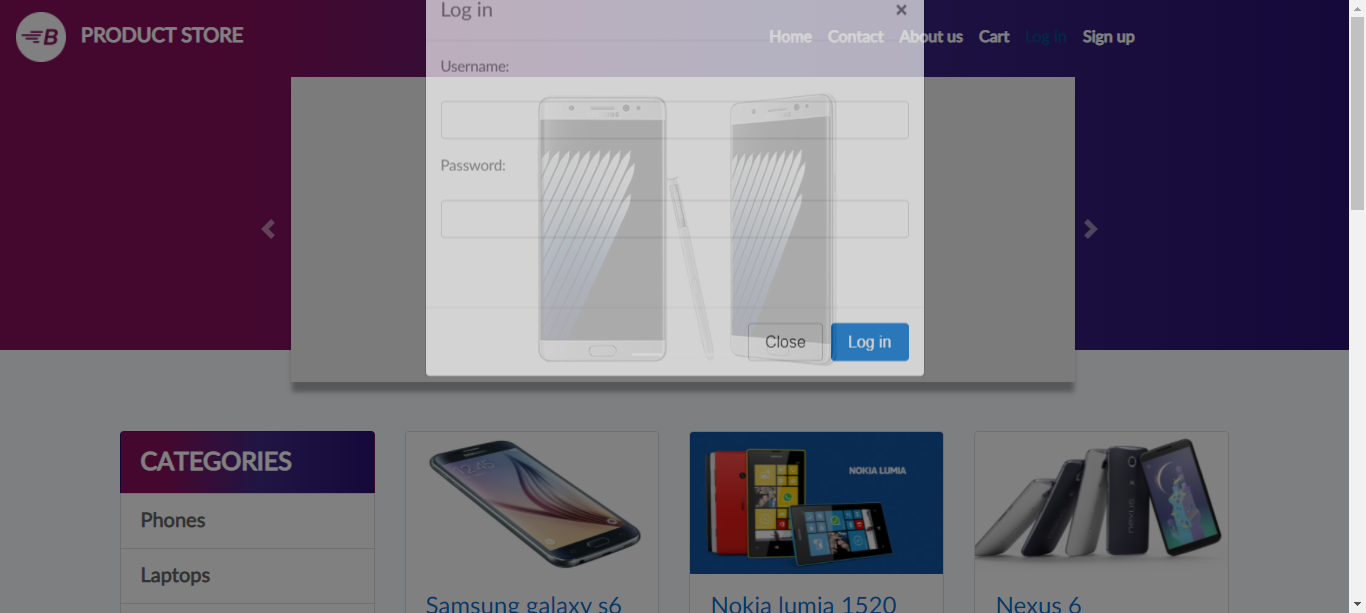 Log in ×
PRODUCT STORE
Home Contact About us Cart Log in Sign up
Username:
Password:
Close Log in
CATEGORIES
Phones
Laptops
NOKIA LUMIA
Samsung galaxy s6
Nokia lumia 1520
Nexus 6